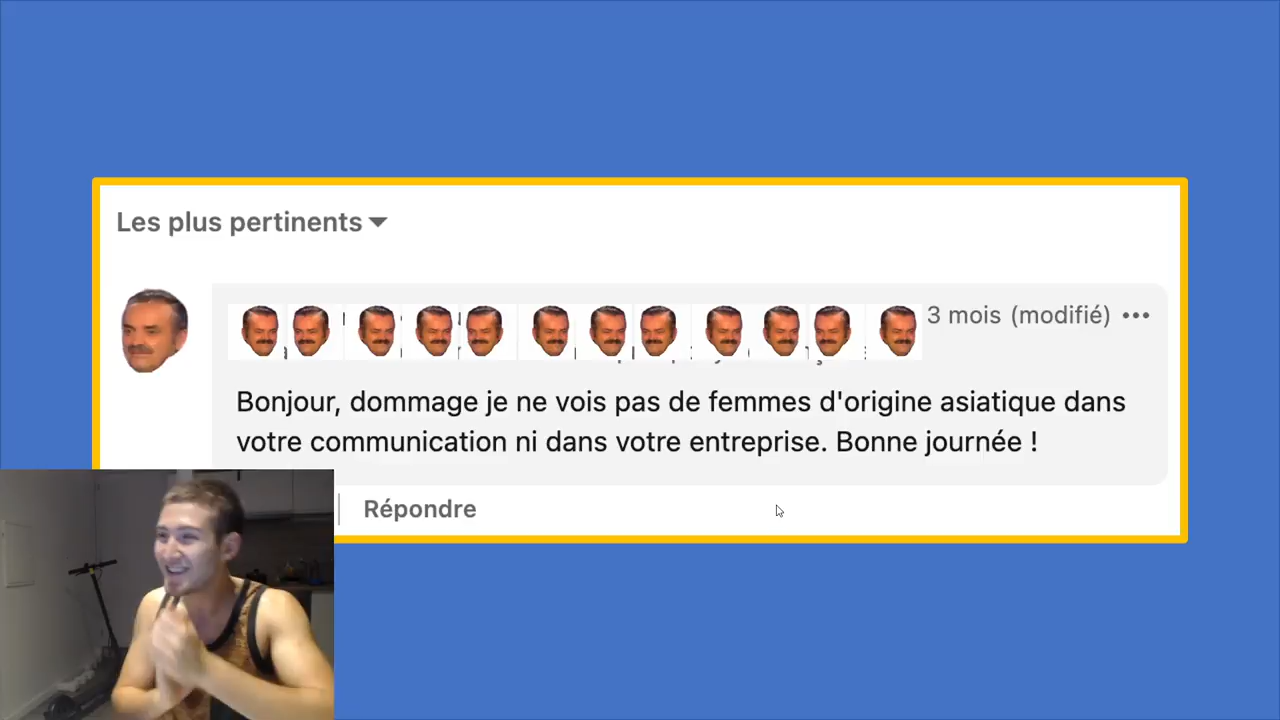 Les plus pertinents
3 mois (modifié)
Bonjour, dommage je ne vois pas de femmes d'origine asiatique dans
votre communication ni dans votre entreprise. Bonne journée !
Répondre